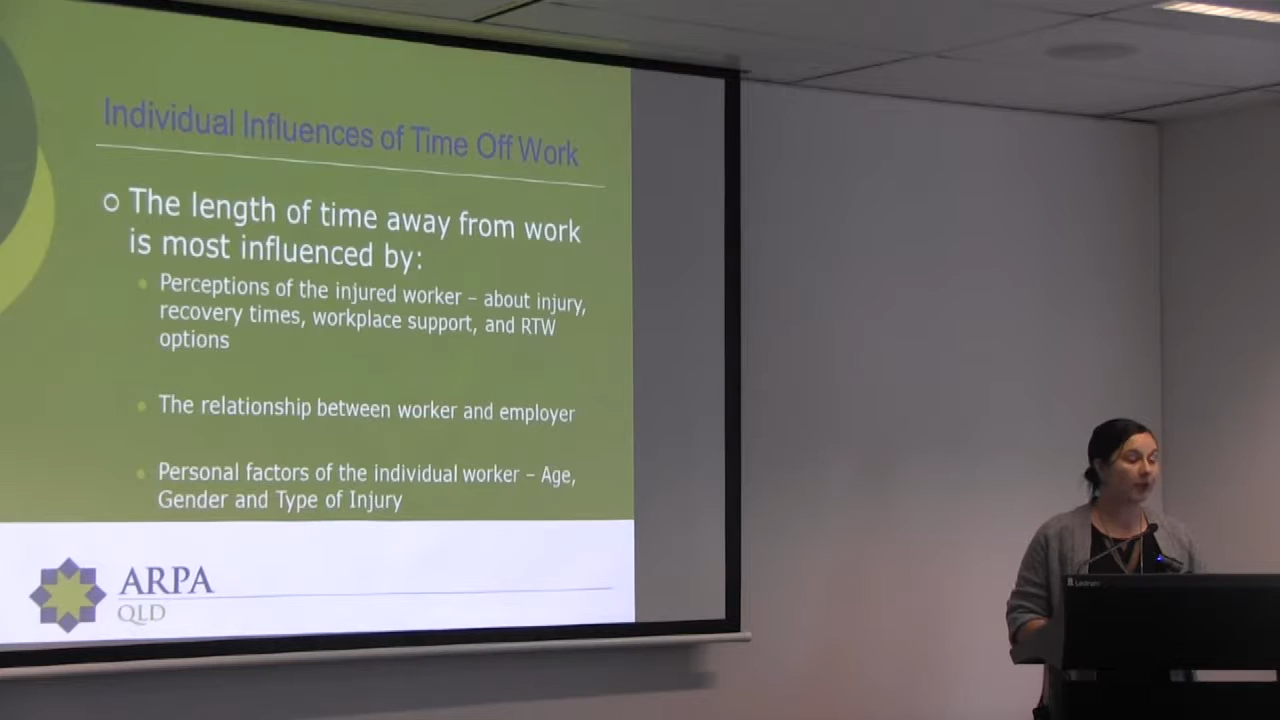 Individual Influences of Time Off Work
The length of time away from work
is most influenced by:
Perceptions of the injured worker – about injury,
recovery times, workplace support, and RTW
options
The relationship between worker and employer
Personal factors of the individual worker – Age,
Gender and Type of Injury
ARPA
QLD
Lectrum